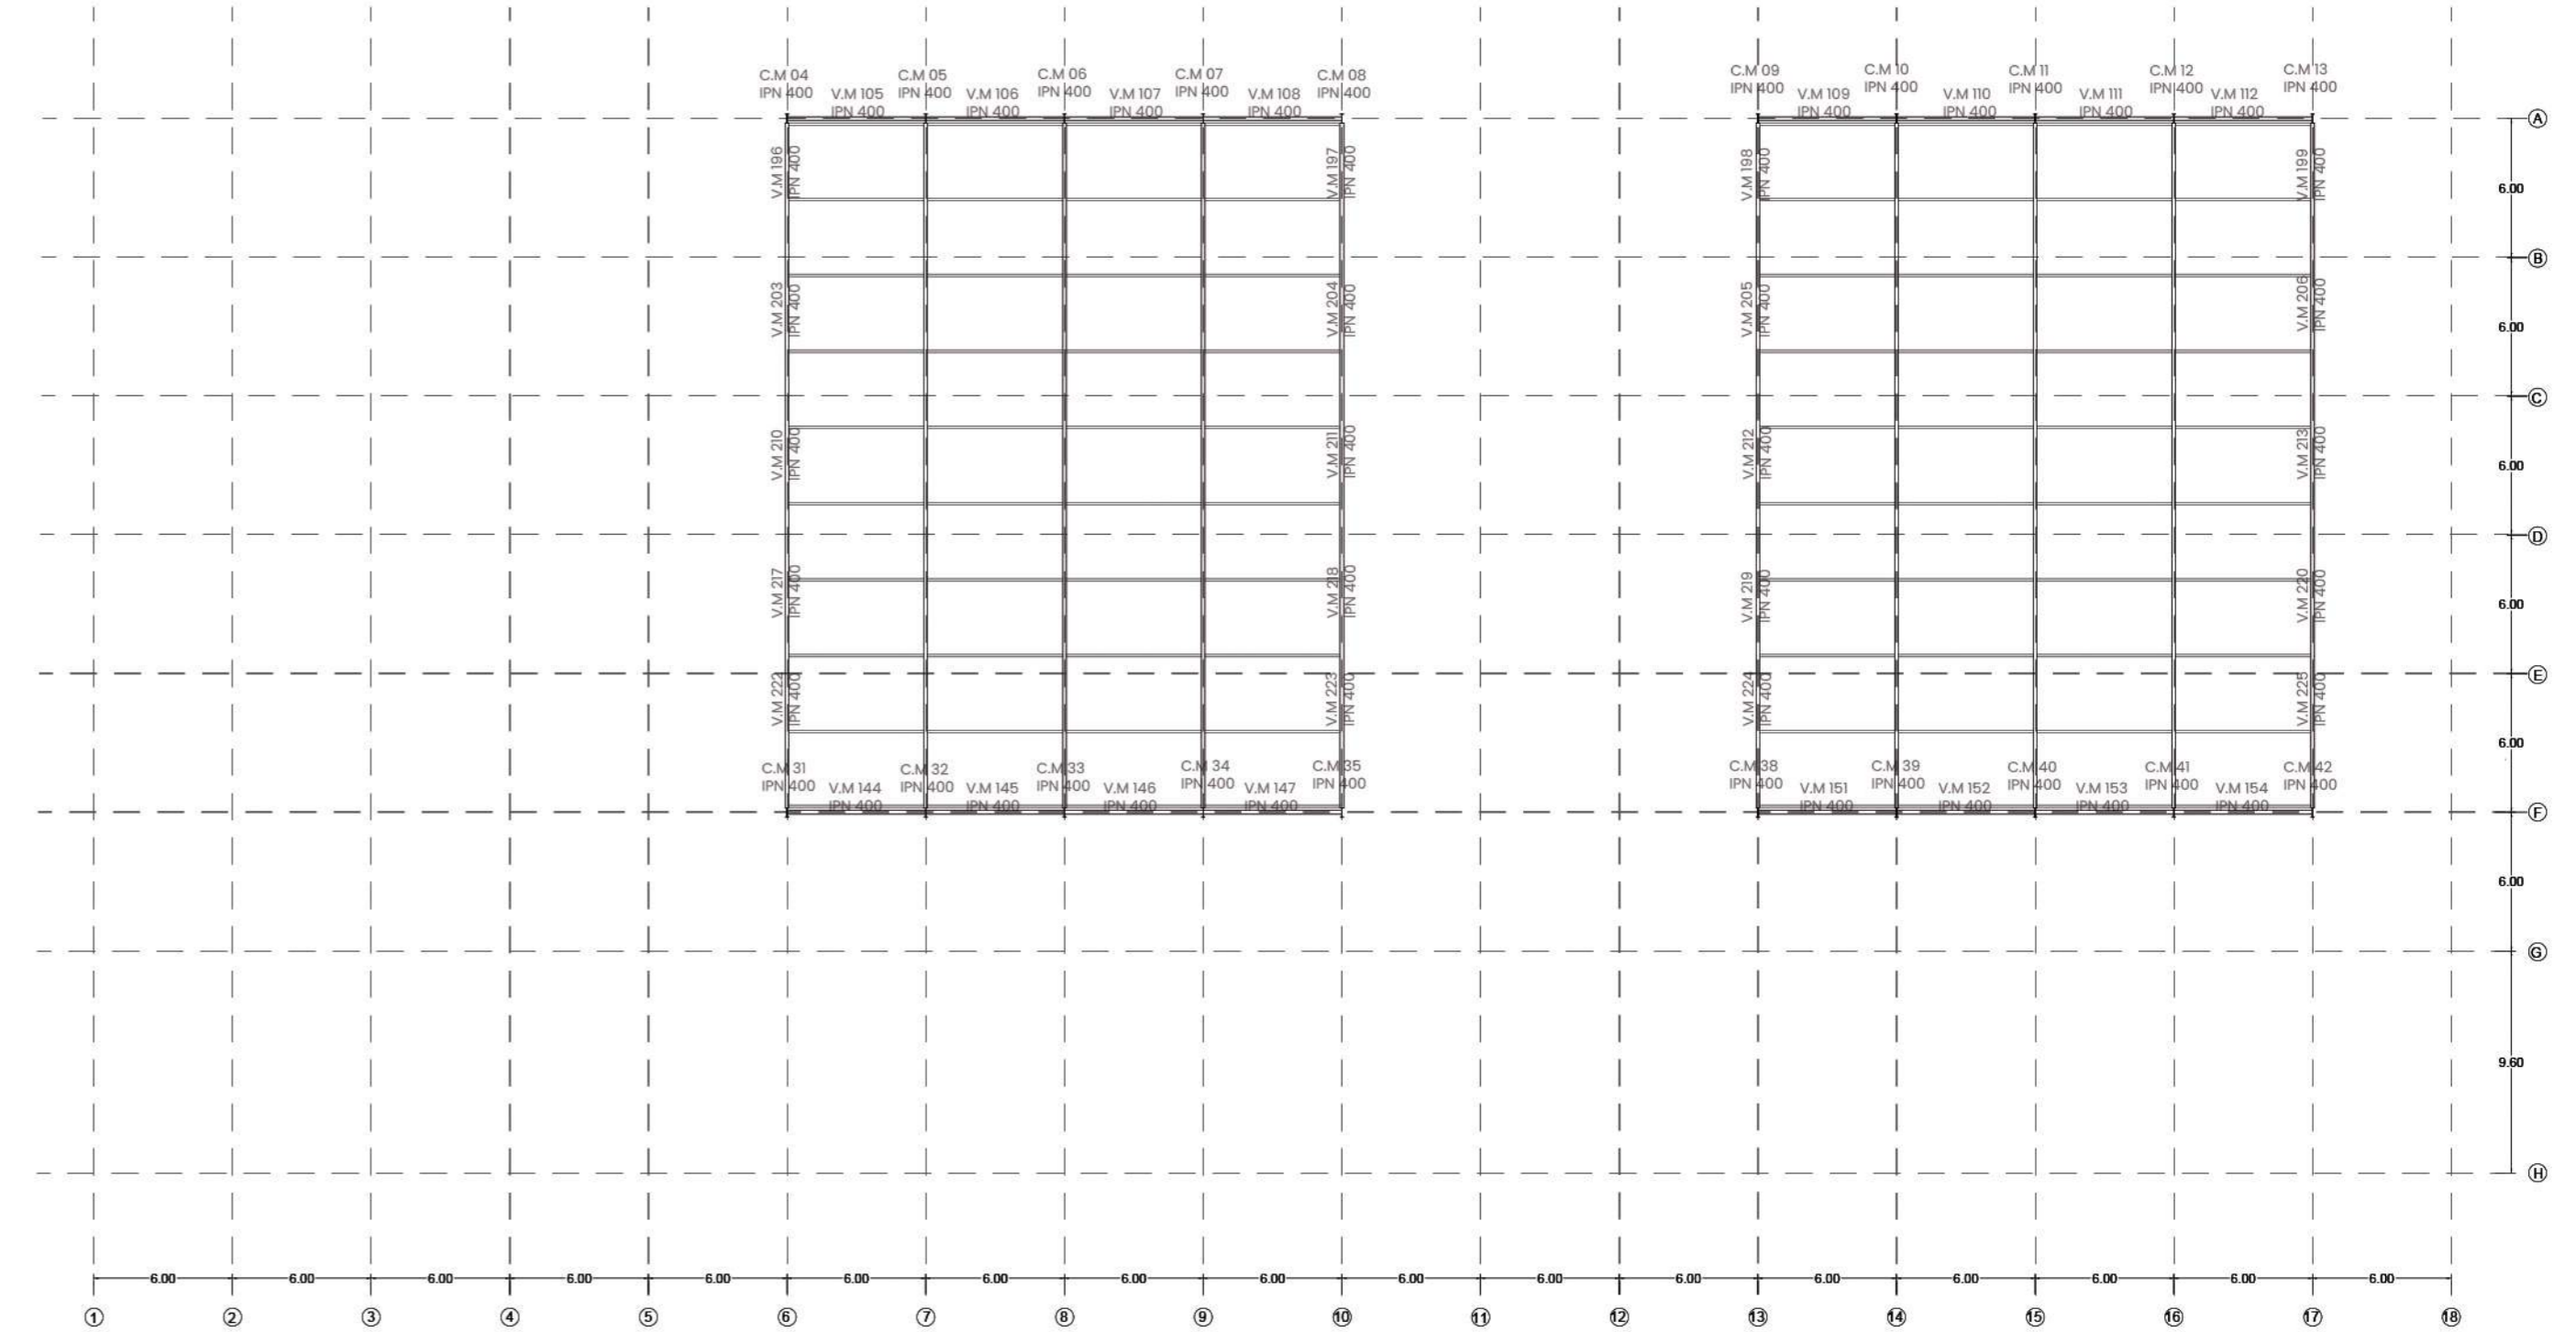 C.M 04
IPN 400
V.M 105
IPN 400
C.M 05
IPN 400
V.M 106
IPN 400
C.M 06
IPN 400
V.M 107
IPN 400
C.M 07
IPN 400
V.M 108
IPN 400
C.M 08
IPN 400
C.M 09
IPN 400
V.M 109
IPN 400
C.M 10
IPN 400
V.M 110
IPN 400
C.M 11
IPN 400
V.M 111
IPN 400
C.M 12
IPN 400
V.M 112
IPN 400
C.M 13
IPN 400
A
V.M 196
IPN 400
V.M 197
IPN 400
V.M 198
IPN 400
V.M 199
IPN 400
6.00
B
V.M 203
IPN 400
V.M 204
IPN 400
V.M 205
IPN 400
V.M 206
IPN 400
6.00
C
V.M 210
IPN 400
V.M 211
IPN 400
V.M 212
IPN 400
V.M 213
IPN 400
6.00
D
V.M 217
IPN 400
V.M 218
IPN 400
V.M 219
IPN 400
V.M 220
IPN 400
6.00
E
V.M 222
IPN 400
V.M 223
IPN 400
V.M 224
IPN 400
V.M 225
IPN 400
6.00
C.M 31
IPN 400
V.M 144
IPN 400
C.M 32
IPN 400
V.M 145
IPN 400
C.M 33
IPN 400
V.M 146
IPN 400
C.M 34
IPN 400
V.M 147
IPN 400
C.M 35
IPN 400
C.M 38
IPN 400
V.M 151
IPN 400
C.M 39
IPN 400
V.M 152
IPN 400
C.M 40
IPN 400
V.M 153
IPN 400
C.M 41
IPN 400
V.M 154
IPN 400
C.M 42
IPN 400
F
6.00
G
9.60
H
6.00 6.00 6.00 6.00 6.00 6.00 6.00 6.00 6.00 6.00 6.00 6.00 6.00 6.00 6.00 6.00 6.00
1 2 3 4 5 6 7 8 9 10 11 12 13 14 15 16 17 18